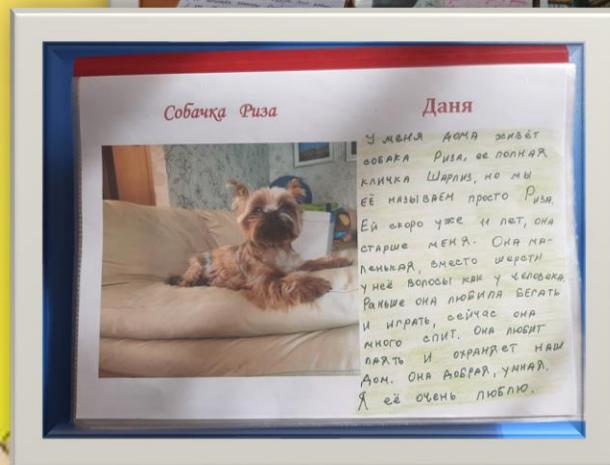 Собачка Риза
Даня
У меня дома живёт
собака Риза, ее полная
кличка Шарлиз, но мы
её называем просто Риза.
Ей скоро уже 11 лет, она
старше меня. Она ма-
ленькая, вместо шерсти
у неё волосы как у человека.
Раньше она любила бегать
и играть, сейчас она
много спит. Она любит
лаять и охраняет наш
дом. Она добрая, умная.
Я её очень люблю.